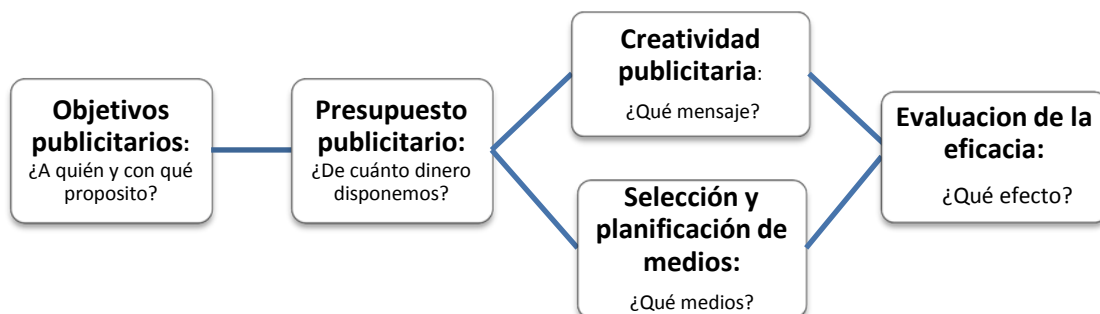 Objetivos
publicitarios:
¿A quién y con qué
proposito?
Presupuesto
publicitario:
¿De cuánto dinero
disponemos?
Creatividad
publicitaria:
¿Qué mensaje?
Selección y
planificación de
medios:
¿Qué medios?
Evaluacion de la
eficacia:
¿Qué efecto?